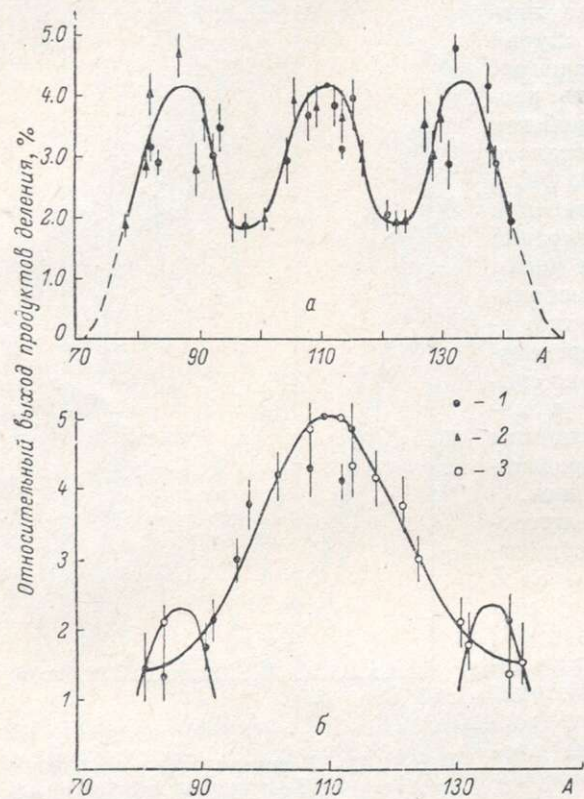 Относительный выход продуктов деления, %
5.0
4.0
3.0
2.0
1.0
0
а
70 90 110 130 А
5
4
3
2
1
● – 1
▲ – 2
○ – 3
б
70 90 110 130 А